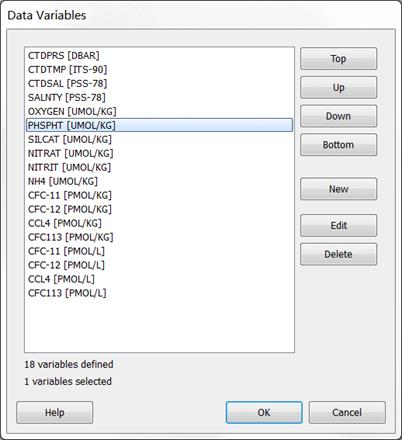 Data Variables
CTDPRS [DBAR]
CTDTMP [ITS-90]
CTDSAL [PSS-78]
SALNTY [PSS-78]
OXYGEN [UMOL/KG]
PHSPHT [UMOL/KG]
SILCAT [UMOL/KG]
NITRAT [UMOL/KG]
NITRIT [UMOL/KG]
NH4 [UMOL/KG]
CFC-11 [PMOL/KG]
CFC-12 [PMOL/KG]
CCL4 [PMOL/KG]
CFC113 [PMOL/KG]
CFC-11 [PMOL/L]
CFC-12 [PMOL/L]
CCL4 [PMOL/L]
CFC113 [PMOL/L]
Top
Up
Down
Bottom
New
Edit
Delete
18 variables defined
1 variables selected
Help
OK
Cancel